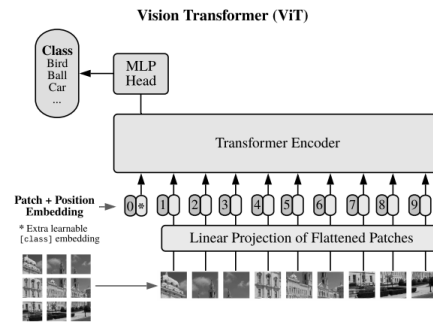 Vision Transformer (ViT)
Class
Bird
Ball
Car
...
MLP
Head
Transformer Encoder
Patch + Position
Embedding
* Extra learnable
[class] embedding
0 * 1 2 3 4 5 6 7 8 9
Linear Projection of Flattened Patches